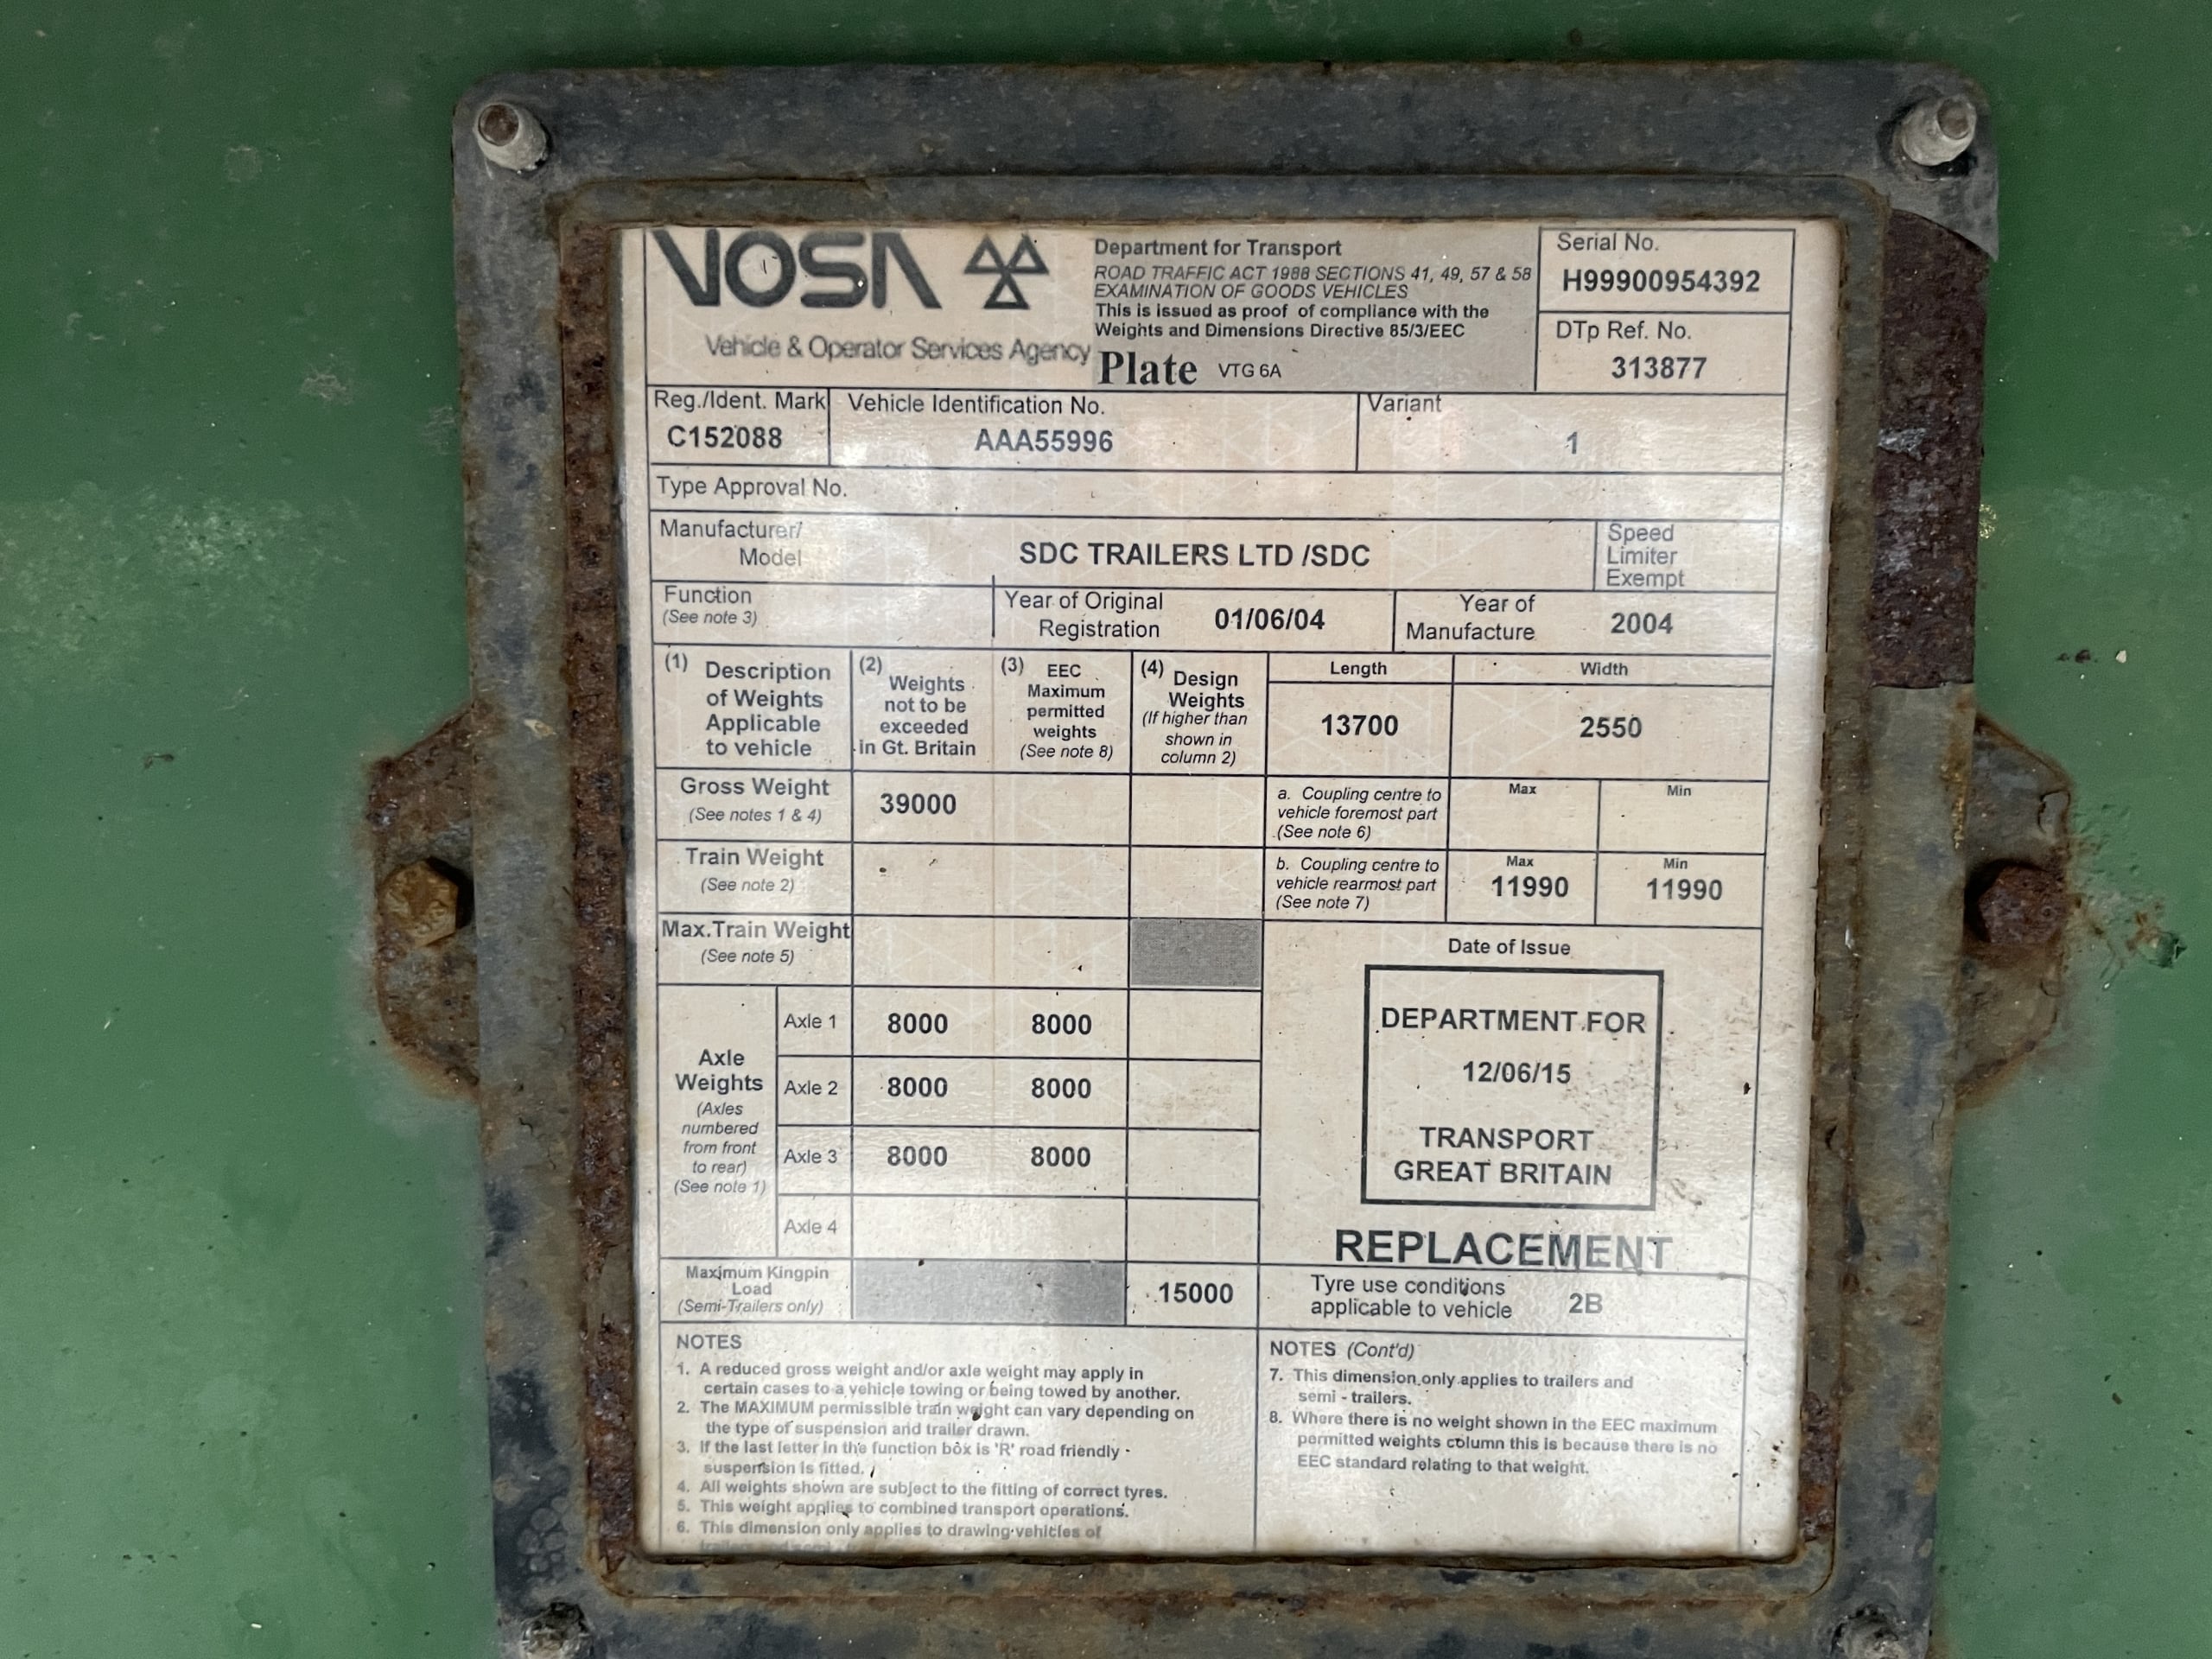 VOSA
Vehicle & Operator Services Agency
Department for Transport
ROAD TRAFFIC ACT 1988 SECTIONS 41, 49, 57 & 58
EXAMINATION OF GOODS VEHICLES
This is issued as proof of compliance with the
Weights and Dimensions Directive 85/3/EEC
Plate VTG 6A
Serial No.
H99900954392
DTp Ref. No.
313877
Reg./Ident. Mark
C152088
Vehicle Identification No.
AAA55996
Variant
1
Type Approval No.
Manufacturer/
Model
SDC TRAILERS LTD /SDC
Speed
Limiter
Exempt
Function
(See note 3)
Year of Original
Registration
01/06/04
Year of
Manufacture
2004
(1) Description
of Weights
Applicable
to vehicle
(2) Weights
not to be
exceeded
in Gt. Britain
(3) EEC
Maximum
permitted
weights
(See note 8)
(4) Design
Weights
(If higher than
shown in
column 2)
Length
13700
Width
2550
Gross Weight
(See notes 1 & 4)
39000
a. Coupling centre to
vehicle foremost part
(See note 6)
Max
Min
Train Weight
(See note 2)
b. Coupling centre to
vehicle rearmost part
(See note 7)
Max
11990
Min
11990
Max.Train Weight
(See note 5)
Axle
Weights
(Axles
numbered
from front
to rear)
(See note 1)
Axle 1 8000 8000
Axle 2 8000 8000
Axle 3 8000 8000
Axle 4
Maximum Kingpin
Load
(Semi-Trailers only)
15000
Date of Issue
DEPARTMENT FOR
12/06/15
TRANSPORT
GREAT BRITAIN
REPLACEMENT
Tyre use conditions
applicable to vehicle
2B
NOTES
1. A reduced gross weight and/or axle weight may apply in
certain cases to a vehicle towing or being towed by another.
2. The MAXIMUM permissible train weight can vary depending on
the type of suspension and trailer drawn.
3. If the last letter in the function box is 'R' road friendly -
suspension is fitted.
4. All weights shown are subject to the fitting of correct tyres.
5. This weight applies to combined transport operations.
6. This dimension only applies to drawing vehicles of
NOTES (Cont'd)
7. This dimension only applies to trailers and
semi - trailers.
8. Where there is no weight shown in the EEC maximum
permitted weights column this is because there is no
EEC standard relating to that weight.